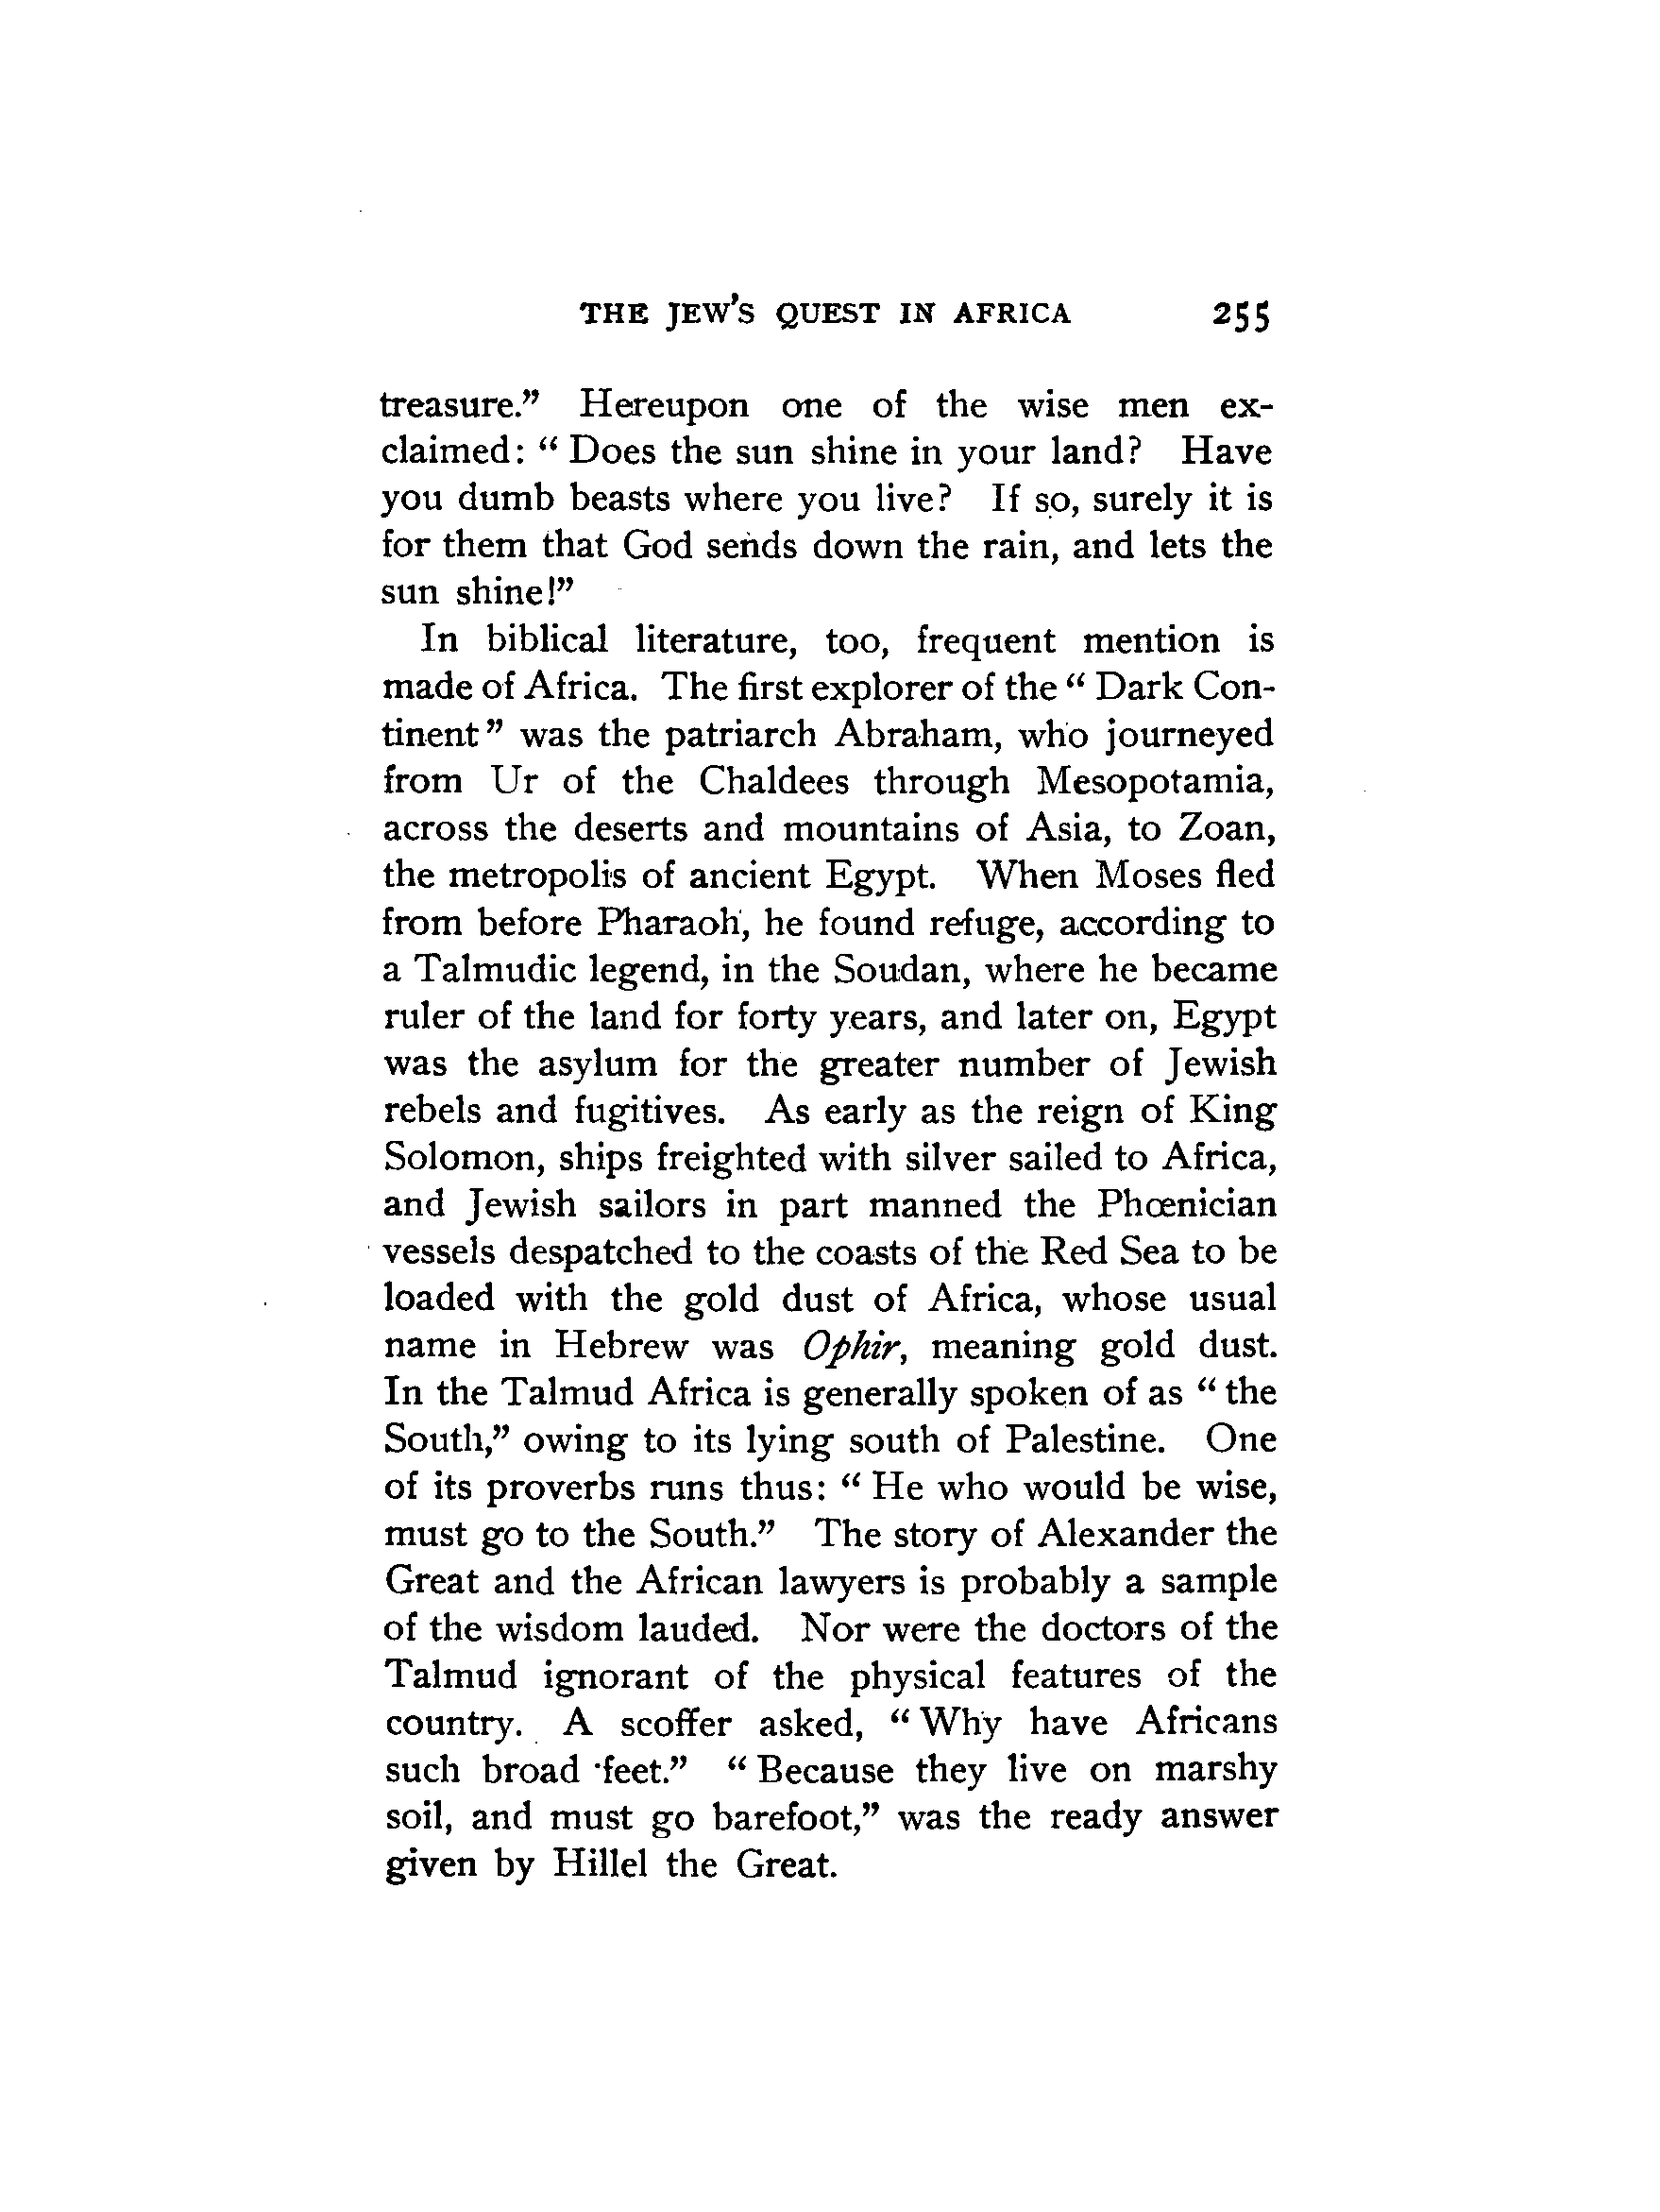 THE JEW'S QUEST IN AFRICA 255
treasure." Hereupon one of the wise men ex-
claimed: "Does the sun shine in your land? Have
you dumb beasts where you live? If so, surely it is
for them that God sends down the rain, and lets the
sun shine!"
In biblical literature, too, frequent mention is
made of Africa. The first explorer of the "Dark Con-
tinent" was the patriarch Abraham, who journeyed
from Ur of the Chaldees through Mesopotamia,
across the deserts and mountains of Asia, to Zoan,
the metropolis of ancient Egypt. When Moses fled
from before Pharaoh, he found refuge, according to
a Talmudic legend, in the Soudan, where he became
ruler of the land for forty years, and later on, Egypt
was the asylum for the greater number of Jewish
rebels and fugitives. As early as the reign of King
Solomon, ships freighted with silver sailed to Africa,
and Jewish sailors in part manned the Phœnician
vessels despatched to the coasts of the Red Sea to be
loaded with the gold dust of Africa, whose usual
name in Hebrew was Ophir, meaning gold dust.
In the Talmud Africa is generally spoken of as "the
South," owing to its lying south of Palestine. One
of its proverbs runs thus: "He who would be wise,
must go to the South." The story of Alexander the
Great and the African lawyers is probably a sample
of the wisdom lauded. Nor were the doctors of the
Talmud ignorant of the physical features of the
country. A scoffer asked, "Why have Africans
such broad feet." "Because they live on marshy
soil, and must go barefoot," was the ready answer
given by Hillel the Great.